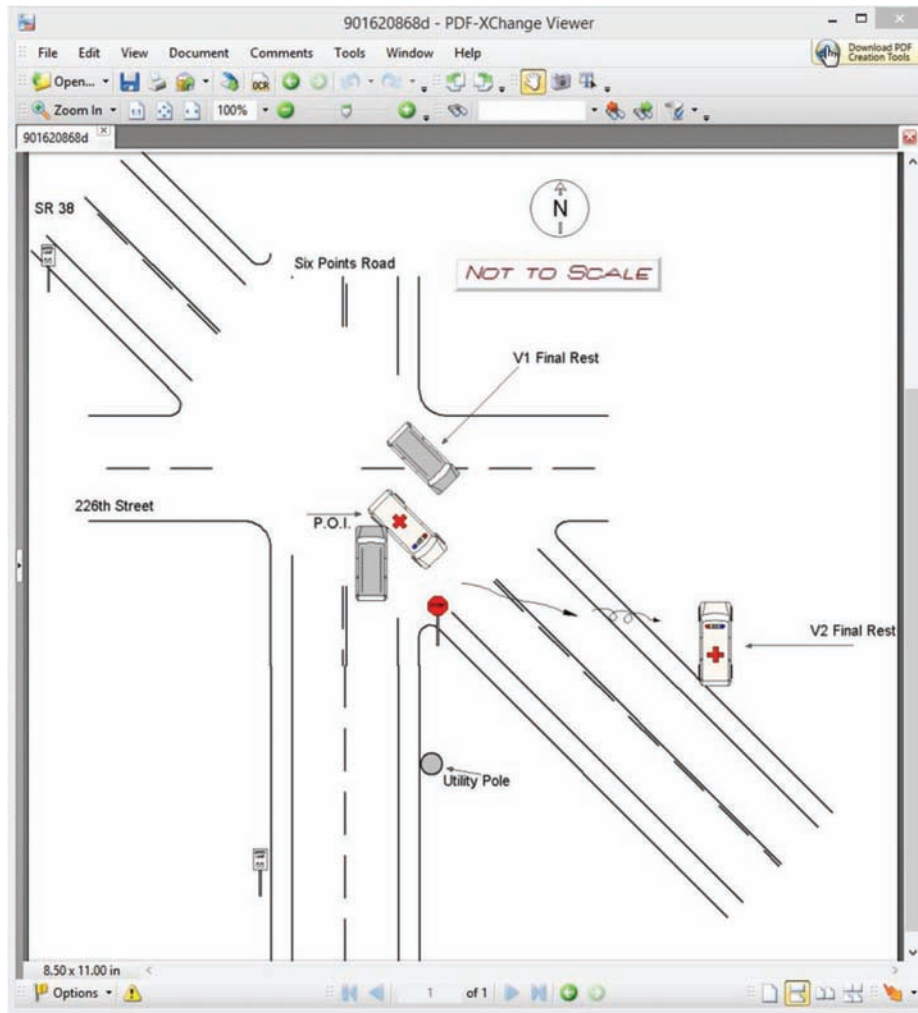 901620868d - PDF-XChange Viewer
File Edit View Document Comments Tools Window Help
Download PDF
Creation Tools
Open...
OCR
Zoom In 100%
901620868d
SR 38
N
Six Points Road
NOT TO SCALE
V1 Final Rest
226th Street
P.O.I.
V2 Final Rest
Utility Pole
8.50 x 11.00 in
Options 1 of 1